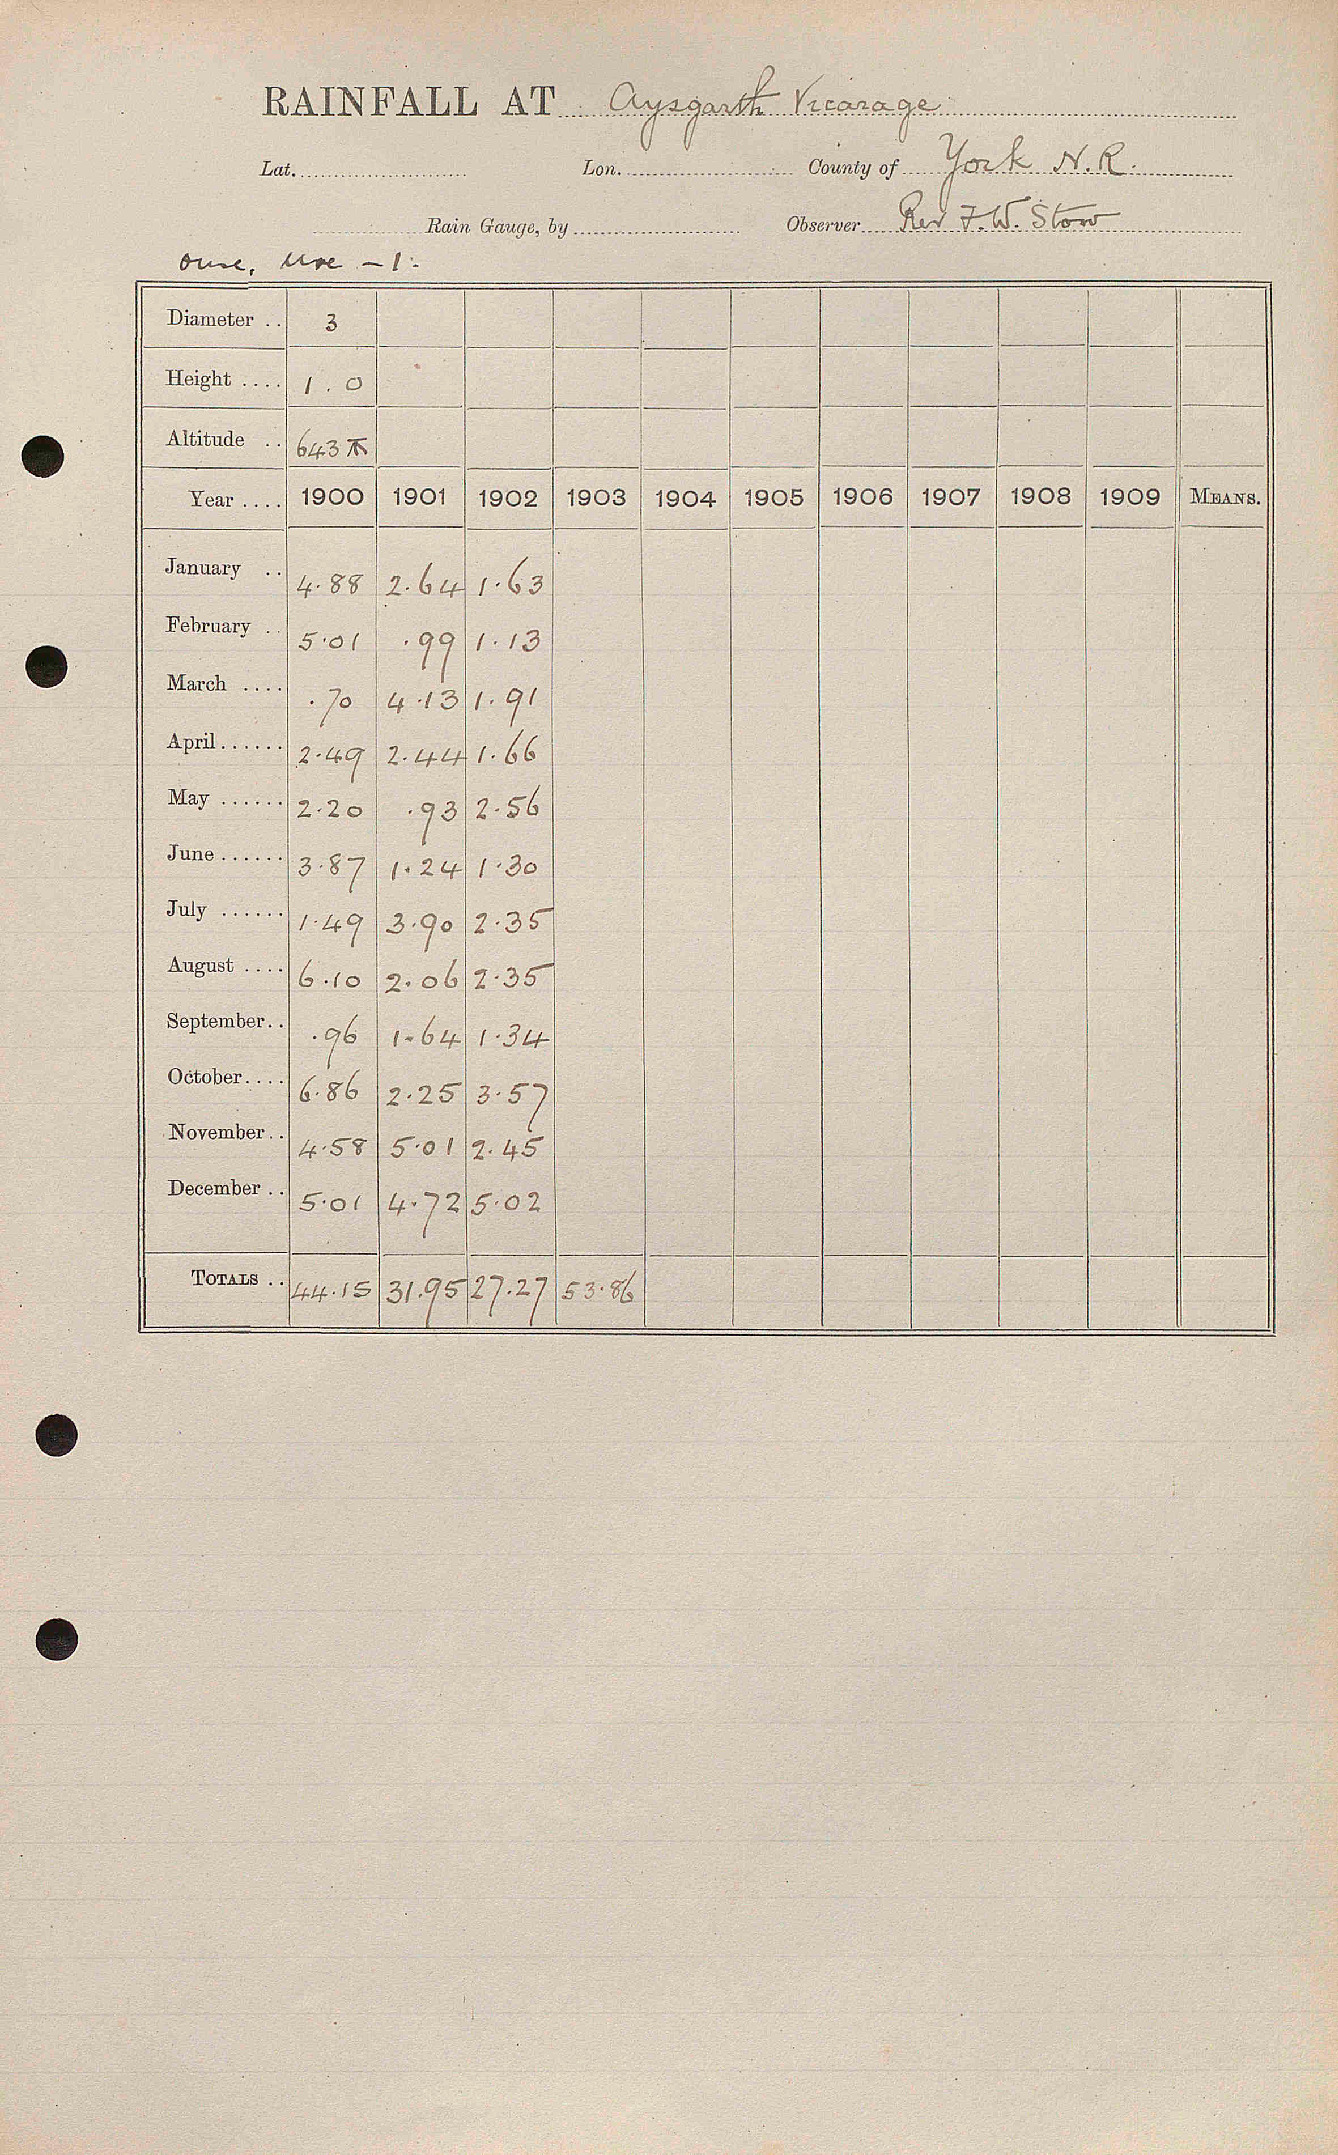 RAINFALL AT Aysgarth Vicarage
Lat. Lon. County of York N.R.
Rain Gauge, by Observer Rev F.W. Stow
Ouse, Ure - 1.
Diameter .. 3
Height .... 1.0
Altitude .. 643
Year .... 1900 1901 1902 1903 1904 1905 1906 1907 1908 1909 MEANS.
January .. 4.88 2.64 1.63
February .. 5.01 .99 1.13
March .... .70 4.13 1.91
April ...... 2.49 2.44 1.66
May ...... 2.20 .93 2.56
June ...... 3.87 1.24 1.30
July ...... 1.49 3.90 2.35
August .... 6.10 2.06 2.35
September.. .96 1.64 1.34
October.... 6.86 2.25 3.57
November.. 4.58 5.01 2.45
December .. 5.01 4.72 5.02
TOTALS .. 44.15 31.95 27.27 53.86